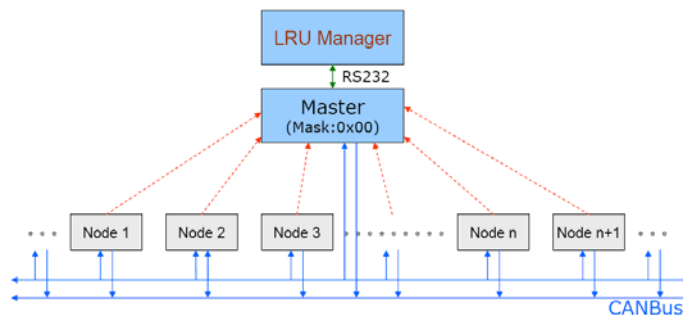 LRU Manager
RS232
Master
(Mask:0x00)
Node 1
Node 2
Node 3
Node n
Node n+1
CANBus